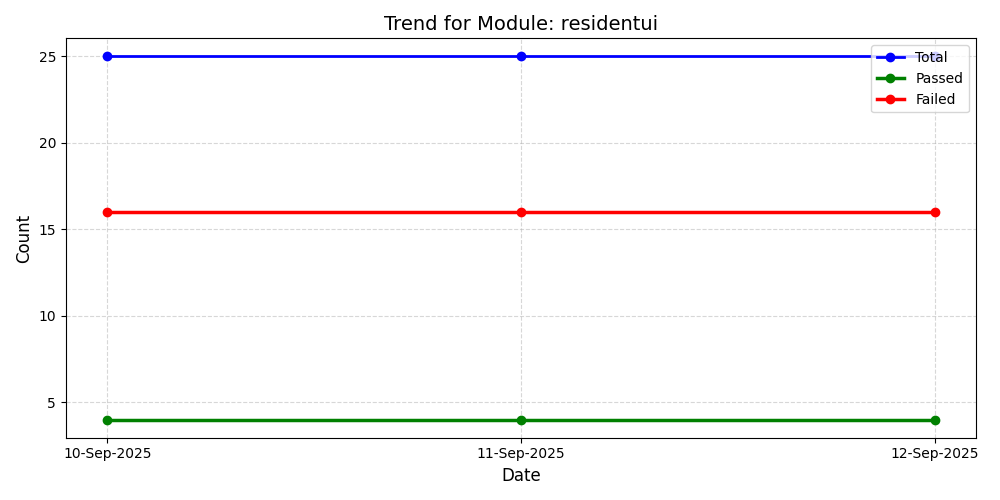 Trend for Module: residentui
25
20
15
10
5
Count
Total
Passed
Failed
10-Sep-2025
11-Sep-2025
12-Sep-2025
Date